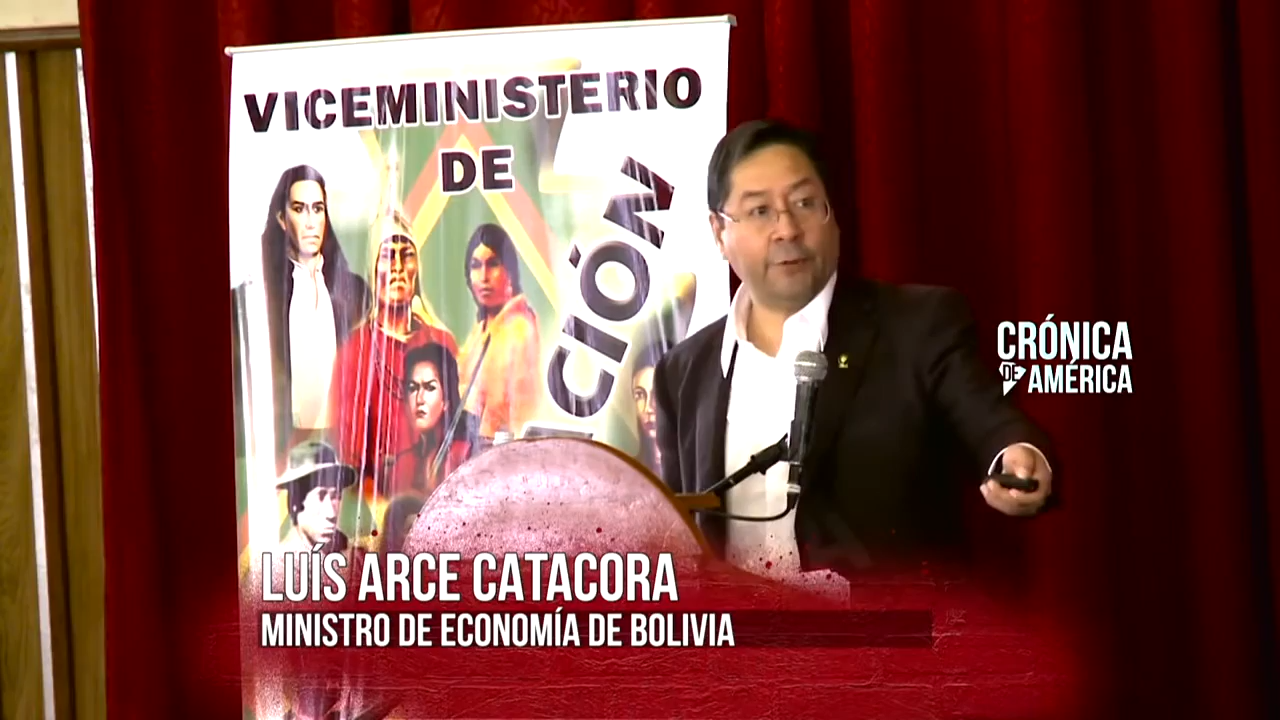 VICEMINISTERIO
DE
CIÓN
CRÓNICA
DE
AMÉRICA
LUÍS ARCE CATACORA
MINISTRO DE ECONOMÍA DE BOLIVIA